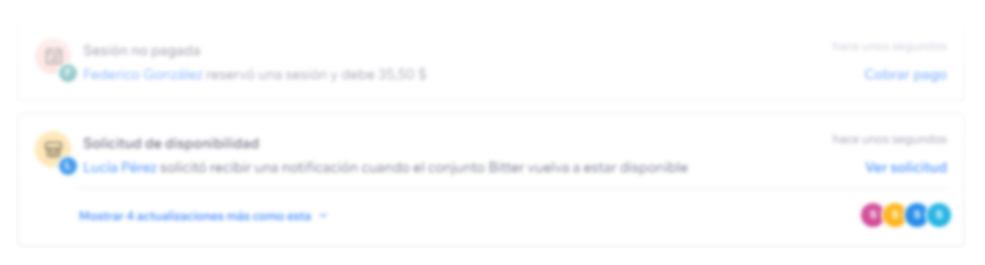 Sesión no pagada
hace unos segundos
Federico González reservó una sesión y debe 35,50 $
Cobrar pago
Solicitud de disponibilidad
hace unos segundos
Lucía Pérez solicitó recibir una notificación cuando el conjunto Bitter vuelva a estar disponible
Ver solicitud
Mostrar 4 actualizaciones más como esta